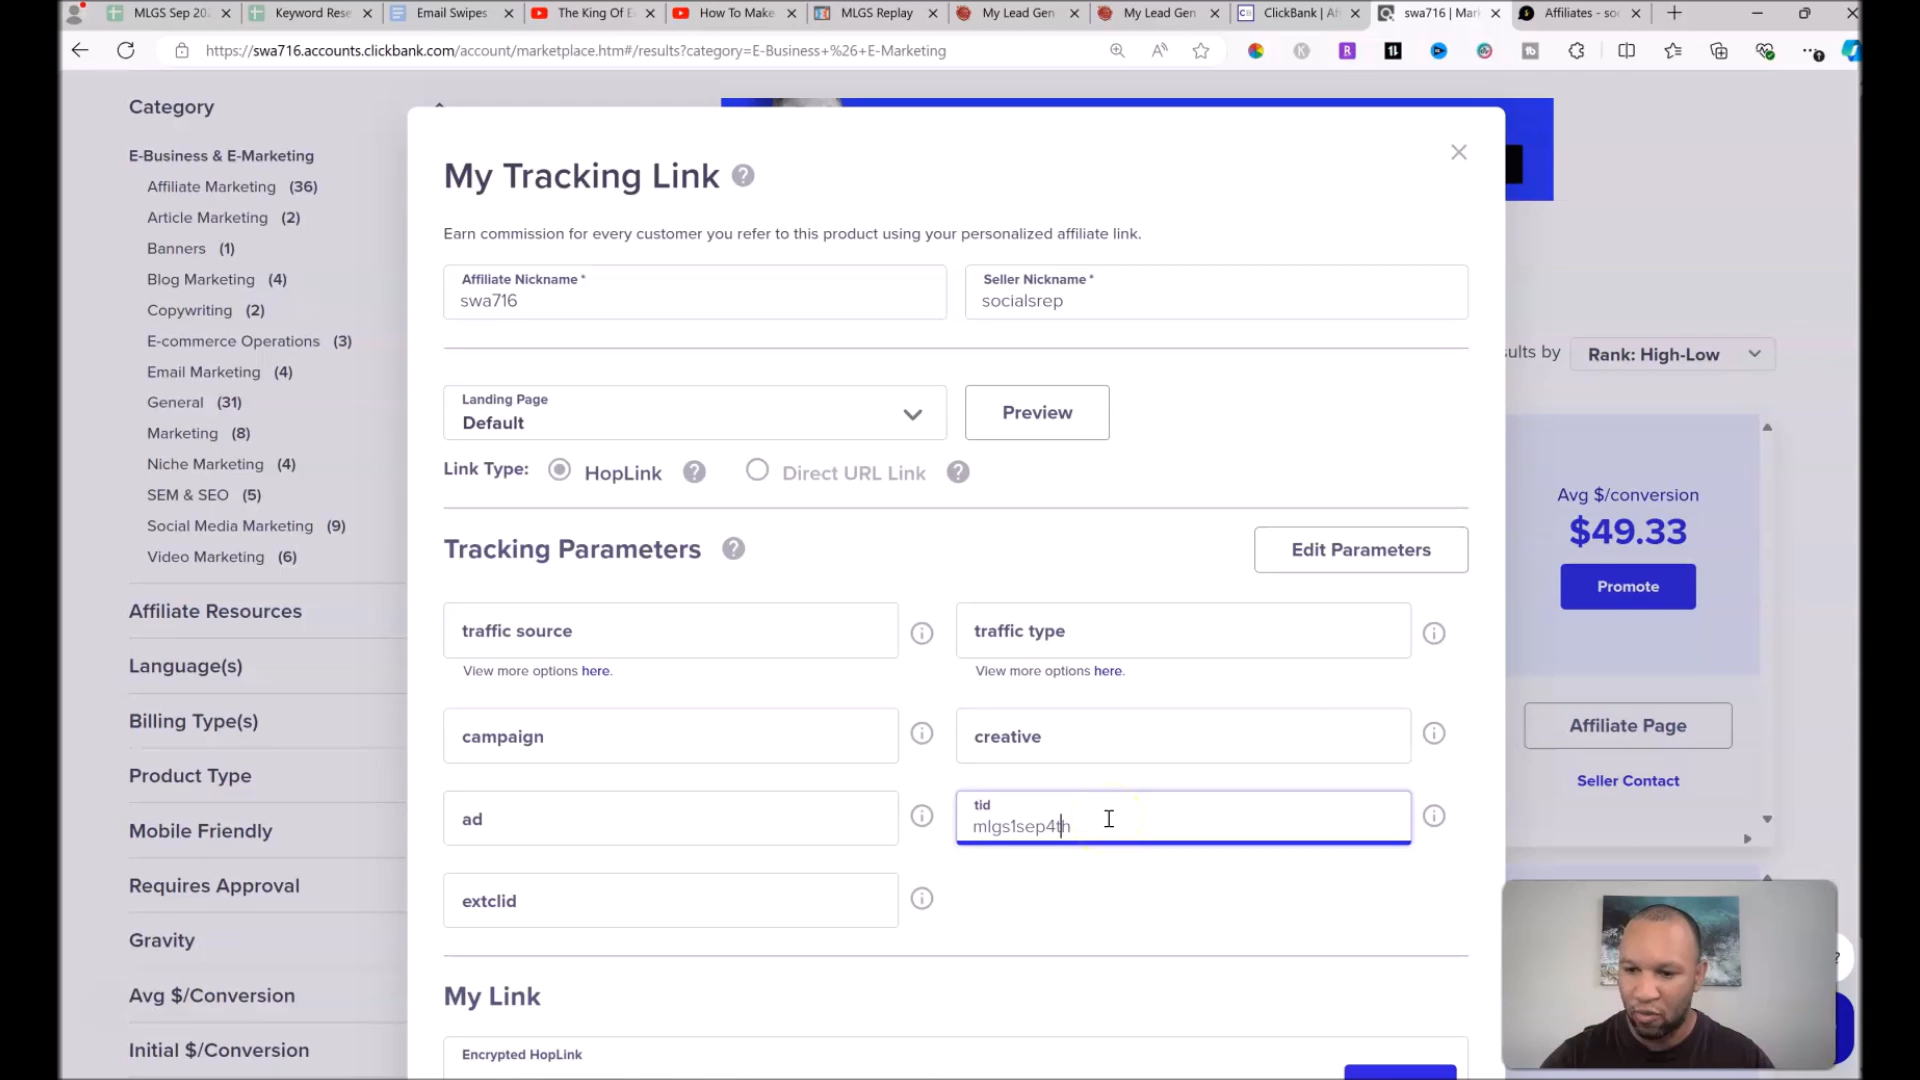 MLGS Sep 20
Keyword Rese
Email Swipes
The King Of E
How To Make
MLGS Replay
My Lead Gen
My Lead Gen
ClickBank | Af
swa716 | Mar
Affiliates - soc
https://swa716.accounts.clickbank.com/account/marketplace.htm#/results?category=E-Business+%26+E-Marketing
Category
E-Business & E-Marketing
Affiliate Marketing (36)
Article Marketing (2)
Banners (1)
Blog Marketing (4)
Copywriting (2)
E-commerce Operations (3)
Email Marketing (4)
General (31)
Marketing (8)
Niche Marketing (4)
SEM & SEO (5)
Social Media Marketing (9)
Video Marketing (6)
Affiliate Resources
Language(s)
Billing Type(s)
Product Type
Mobile Friendly
Requires Approval
Gravity
Avg $/Conversion
Initial $/Conversion
My Tracking Link ?
Earn commission for every customer you refer to this product using your personalized affiliate link.
Affiliate Nickname *
swa716
Seller Nickname *
socialsrep
Landing Page
Default
Preview
Link Type: HopLink ? Direct URL Link ?
Tracking Parameters ?
Edit Parameters
traffic source
View more options here.
traffic type
View more options here.
campaign
creative
ad
tid
mlgs1sep4th
extclid
My Link
Encrypted HopLink
ults by
Rank: High-Low
Avg $/conversion
$49.33
Promote
Affiliate Page
Seller Contact
?